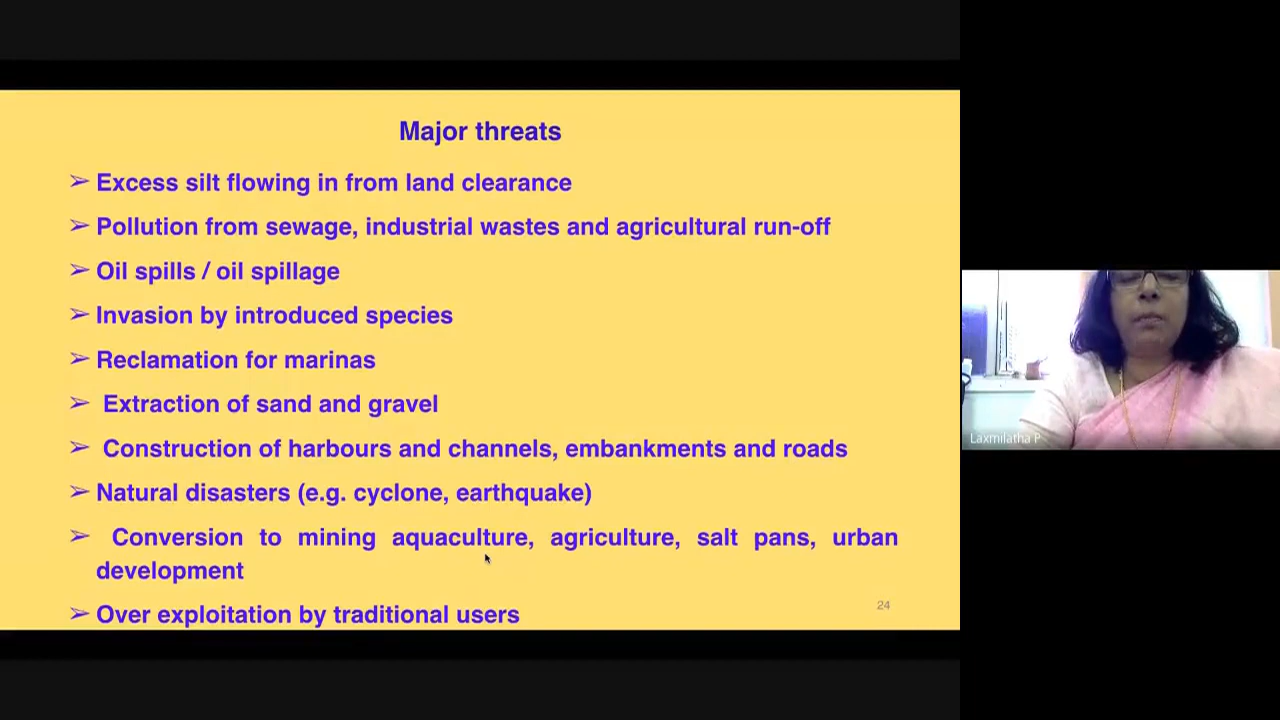 Major threats
➢ Excess silt flowing in from land clearance
➢ Pollution from sewage, industrial wastes and agricultural run-off
➢ Oil spills / oil spillage
➢ Invasion by introduced species
➢ Reclamation for marinas
➢ Extraction of sand and gravel
➢ Construction of harbours and channels, embankments and roads
➢ Natural disasters (e.g. cyclone, earthquake)
➢ Conversion to mining aquaculture, agriculture, salt pans, urban
development
➢ Over exploitation by traditional users
24
Laxmilatha P